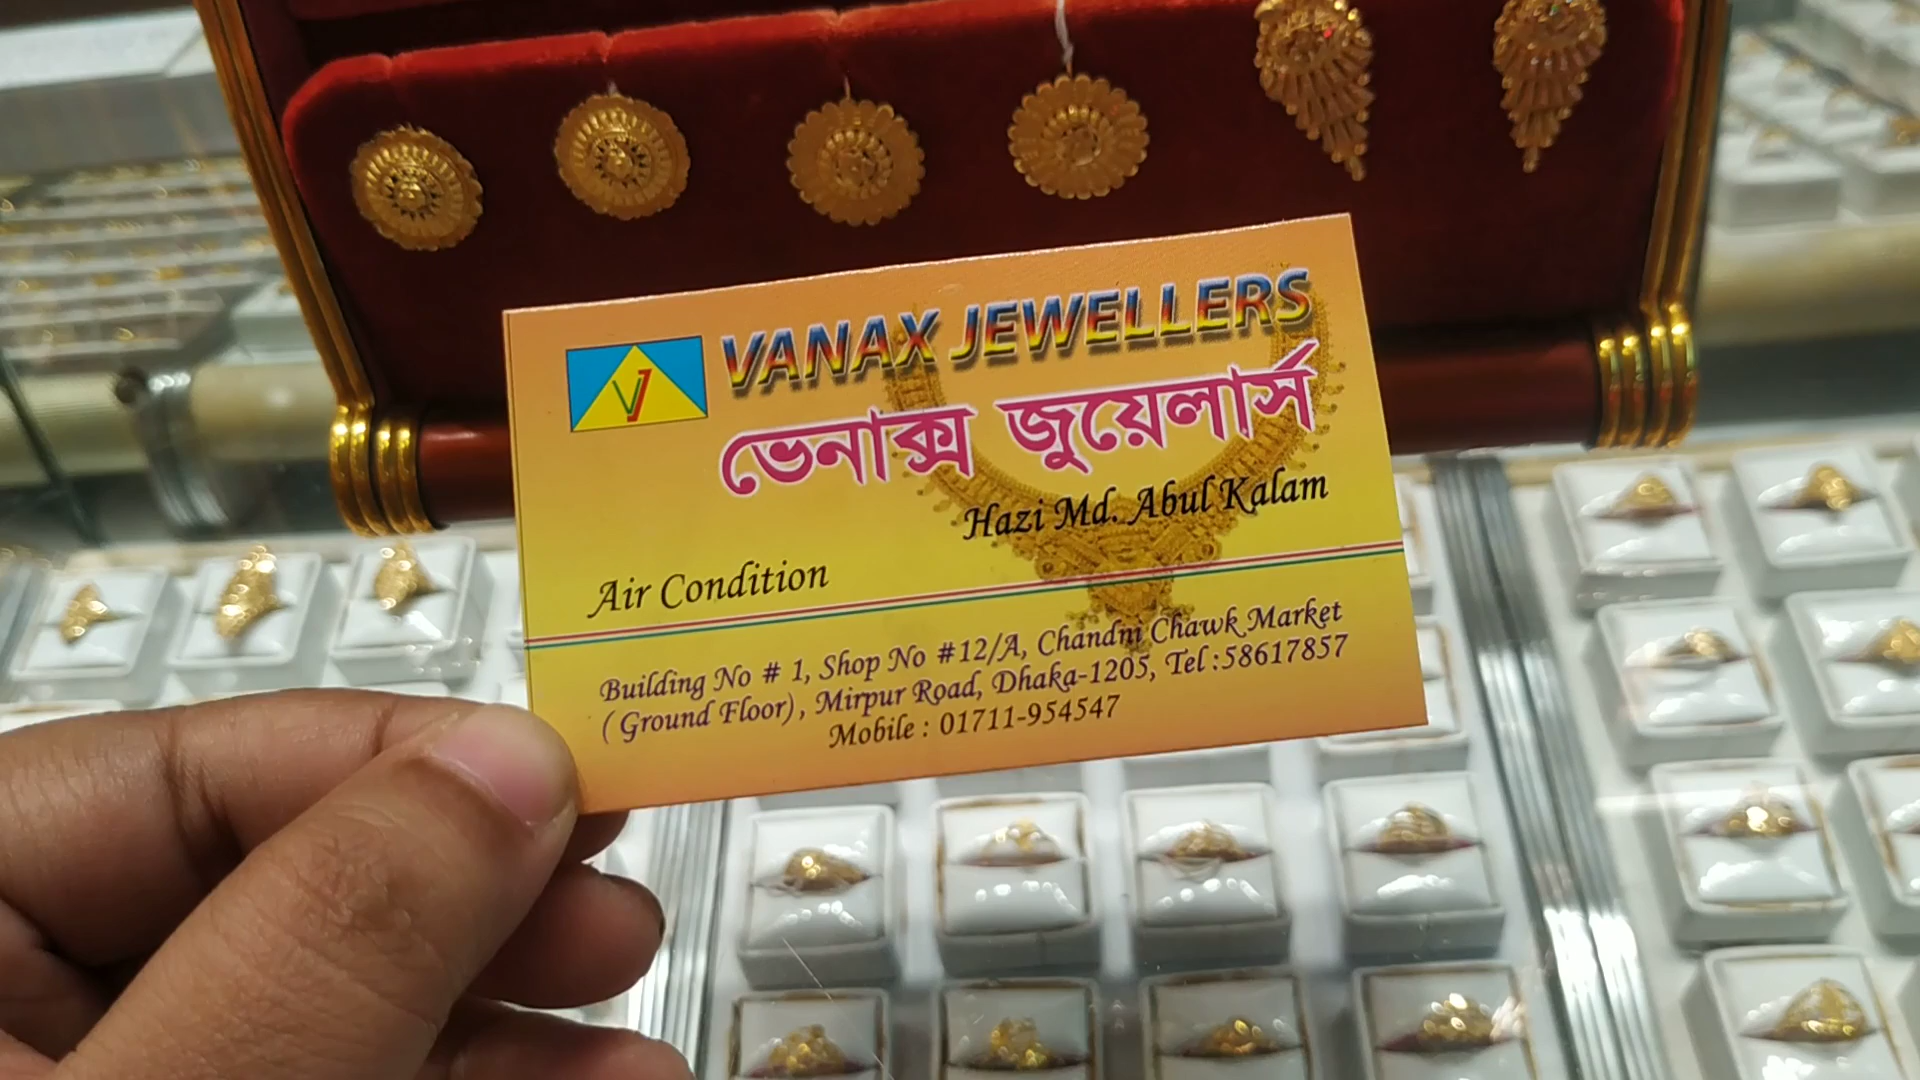 VJ
VANAX JEWELLERS
ভেনাক্স জুয়েলার্স
Hazi Md. Abul Kalam
Air Condition
Building No # 1, Shop No #12/A, Chandni Chawk Market
( Ground Floor), Mirpur Road, Dhaka-1205, Tel :58617857
Mobile : 01711-954547